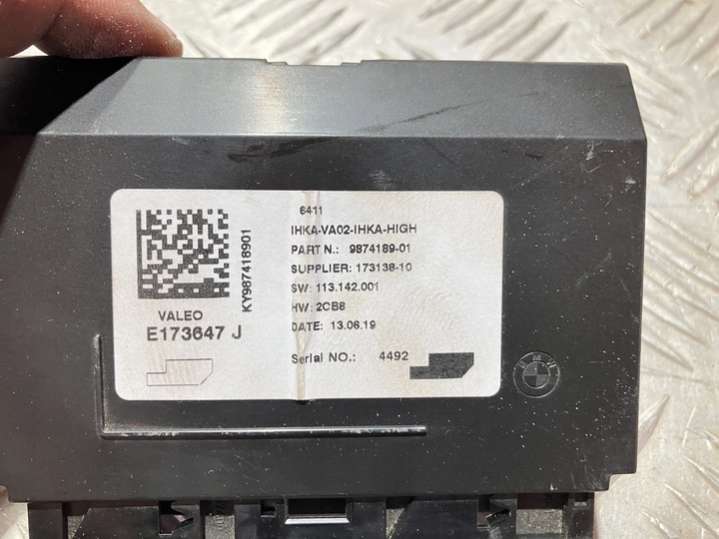 6411
IHKA-VA02-IHKA-HIGH
PART N.: 9874189-01
SUPPLIER: 173138-10
SW: 113.142.001
HW: 2CB8
DATE: 13.06.19
Serial NO.: 4492
KY987418901
VALEO
E173647 J
BMW